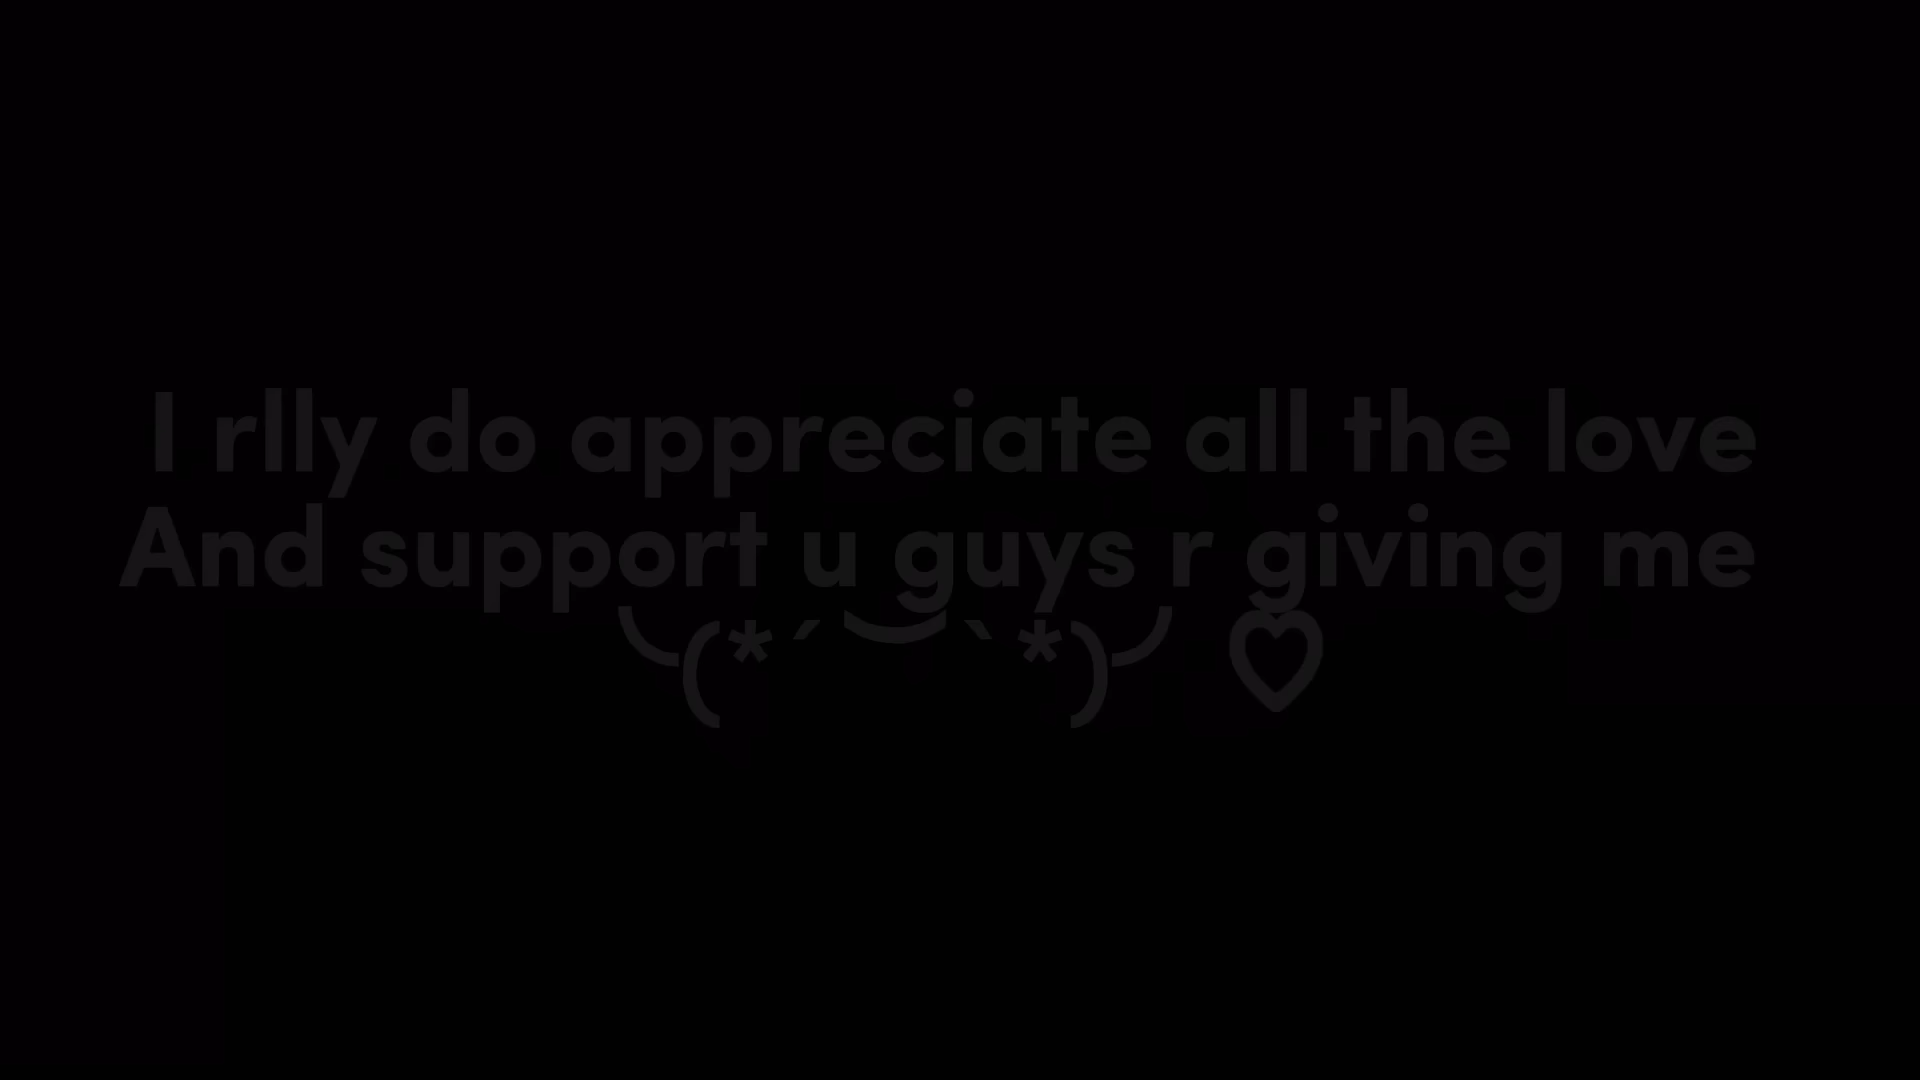 I rlly do appreciate all the love
And support u guys r giving me
╰(*´︶`*)╯ ♡